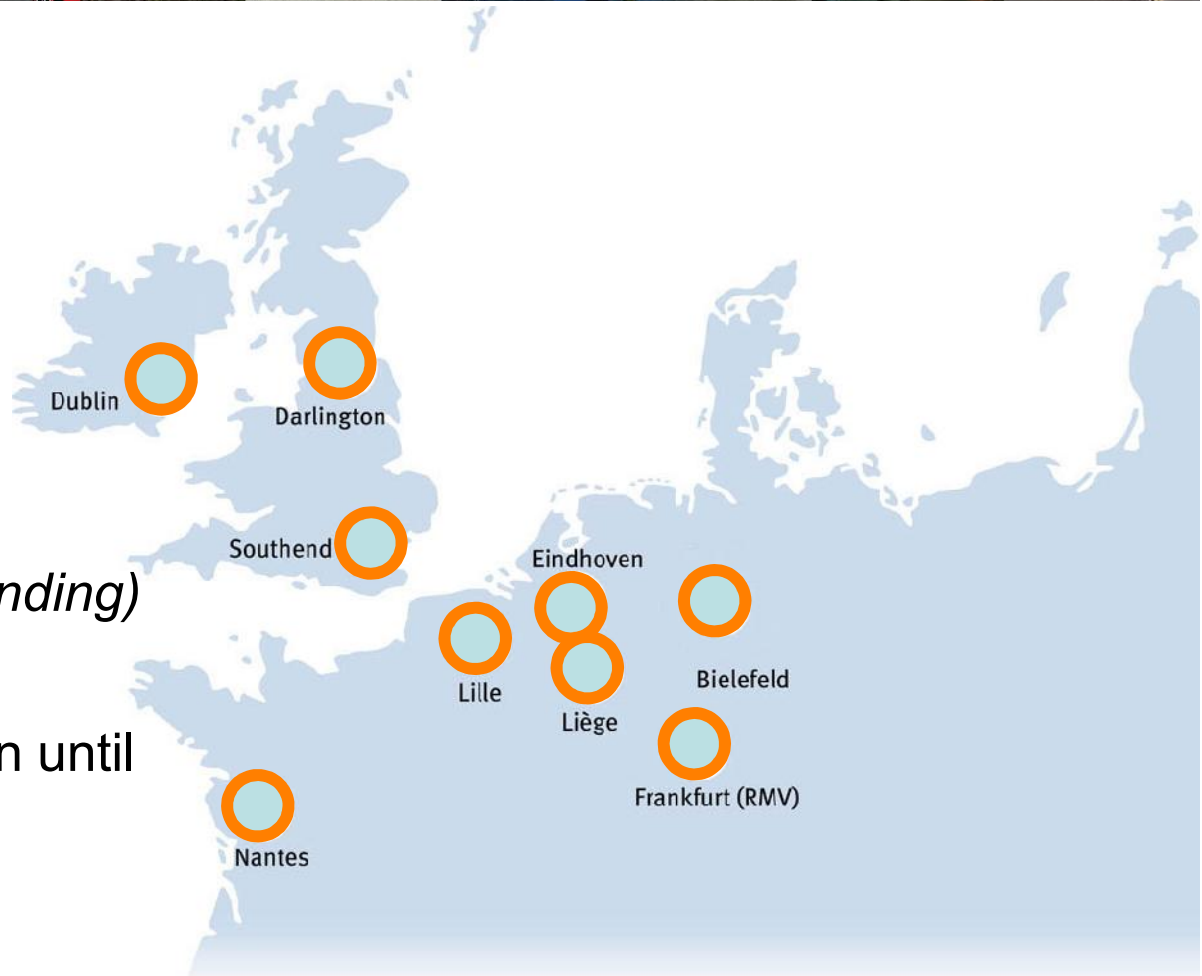 Dublin
Darlington
Southend
Eindhoven
nding)
Lille
Bielefeld
Liège
n until
Frankfurt (RMV)
Nantes